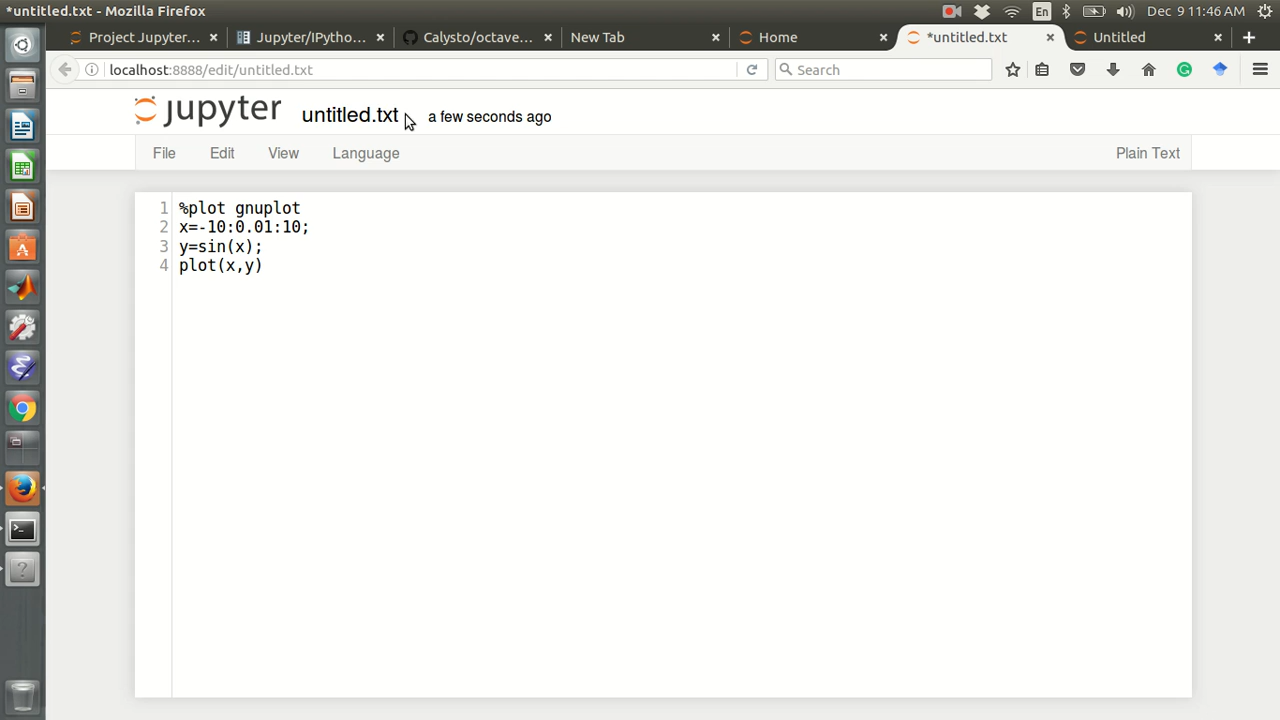 *untitled.txt - Mozilla Firefox
En
Dec 9 11:46 AM
Project Jupyter...
Jupyter/IPytho...
Calysto/octave...
New Tab
Home
*untitled.txt
Untitled
localhost:8888/edit/untitled.txt
Search
jupyter
untitled.txt
a few seconds ago
File
Edit
View
Language
Plain Text
1 %plot gnuplot
2 x=-10:0.01:10;
3 y=sin(x);
4 plot(x,y)